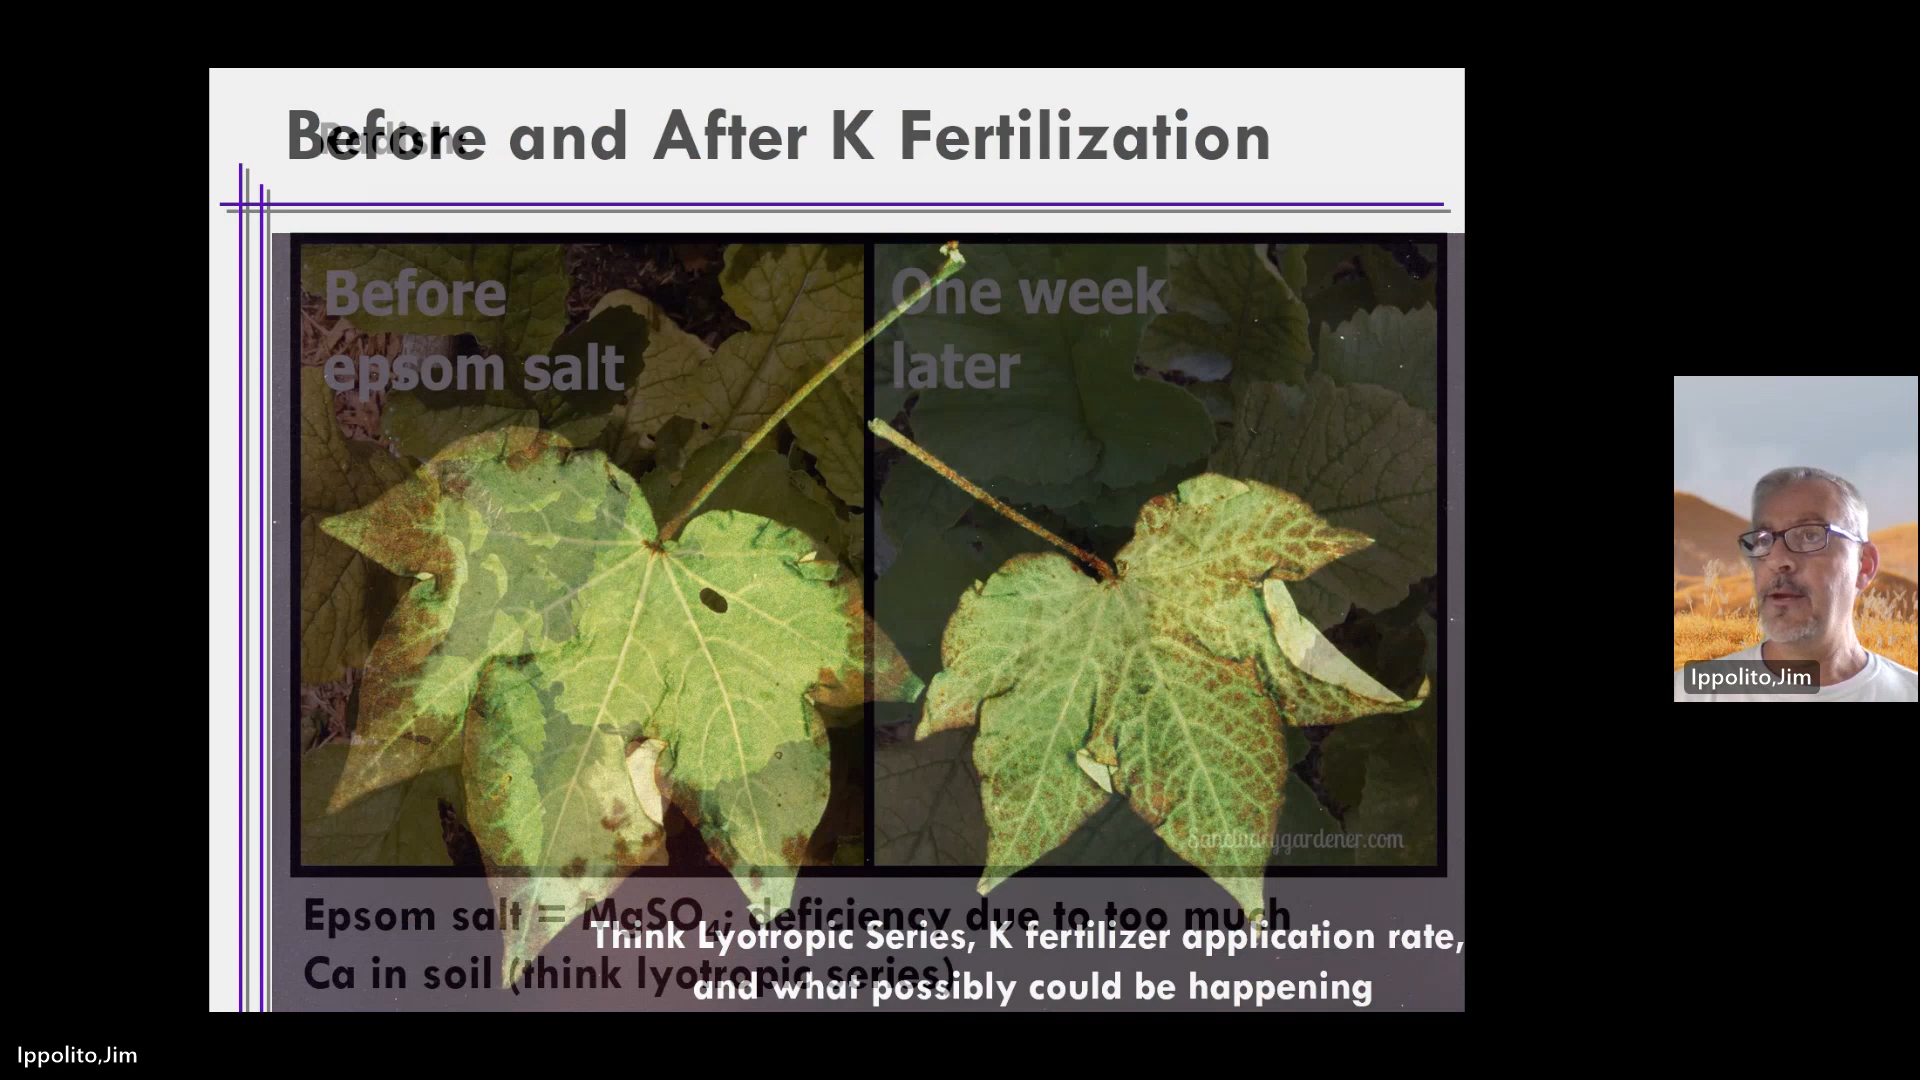 Before and After K Fertilization
Radish
Before
epsom salt
One week
later
Sanctuarygardener.com
Epsom salt = MgSO₄; deficiency due to too much
Ca in soil (think lyotropic series)
Think Lyotropic Series, K fertilizer application rate,
and what possibly could be happening
Ippolito,Jim
Ippolito,Jim